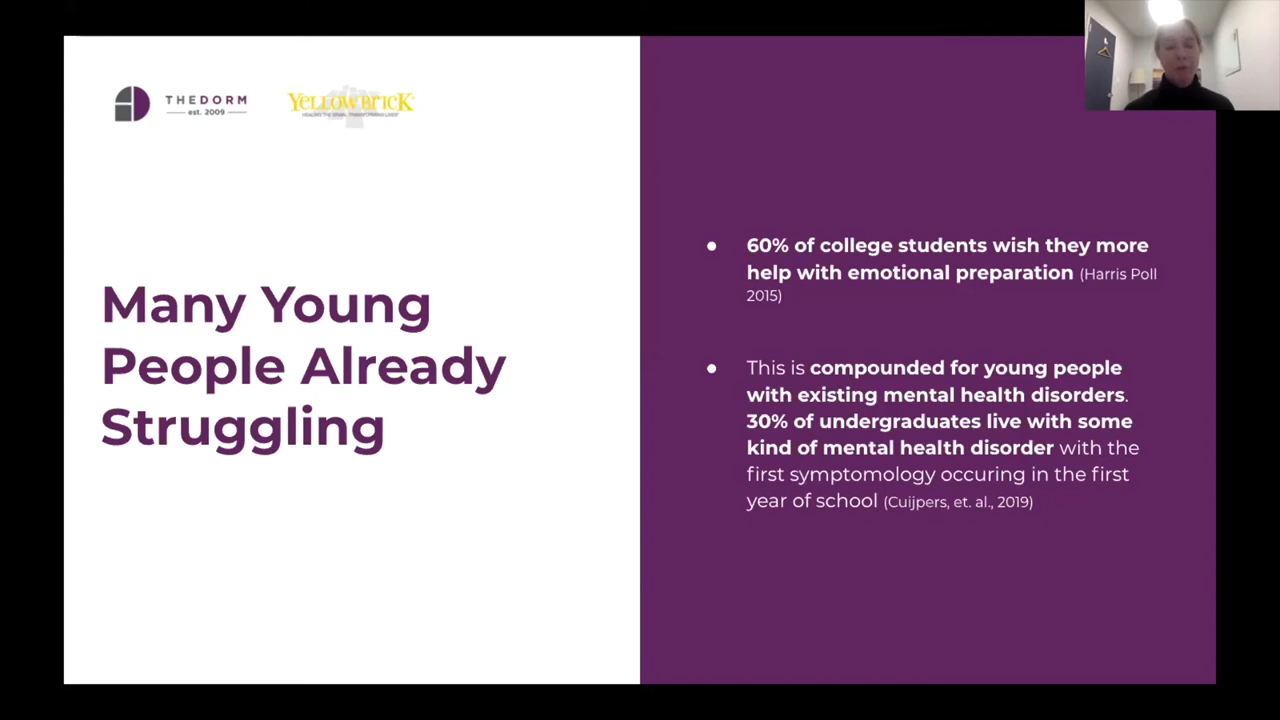 THEDORM
est. 2009
YELLOWBRICK
HEALING THE BRAIN. TRANSFORMING LIVES
Many Young
People Already
Struggling
● 60% of college students wish they more
help with emotional preparation (Harris Poll
2015)
● This is compounded for young people
with existing mental health disorders.
30% of undergraduates live with some
kind of mental health disorder with the
first symptomology occuring in the first
year of school (Cuijpers, et. al., 2019)